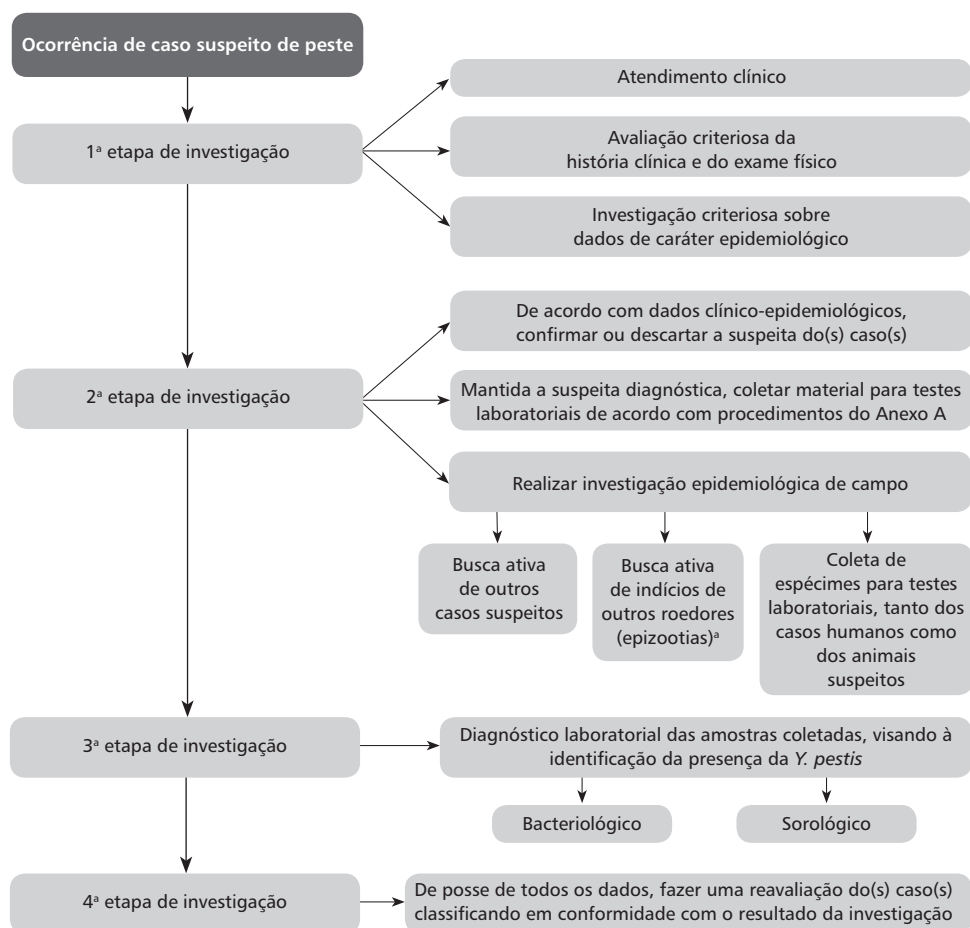 Ocorrência de caso suspeito de peste
1ª etapa de investigação
Atendimento clínico
Avaliação criteriosa da
história clínica e do exame físico
Investigação criteriosa sobre
dados de caráter epidemiológico
2ª etapa de investigação
De acordo com dados clínico-epidemiológicos,
confirmar ou descartar a suspeita do(s) caso(s)
Mantida a suspeita diagnóstica, coletar material para testes
laboratoriais de acordo com procedimentos do Anexo A
Realizar investigação epidemiológica de campo
Busca ativa
de outros
casos suspeitos
Busca ativa
de indícios de
outros roedores
(epizootias)ª
Coleta de
espécimes para testes
laboratoriais, tanto dos
casos humanos como
dos animais
suspeitos
3ª etapa de investigação
Diagnóstico laboratorial das amostras coletadas, visando à
identificação da presença da Y. pestis
Bacteriológico
Sorológico
4ª etapa de investigação
De posse de todos os dados, fazer uma reavaliação do(s) caso(s)
classificando em conformidade com o resultado da investigação